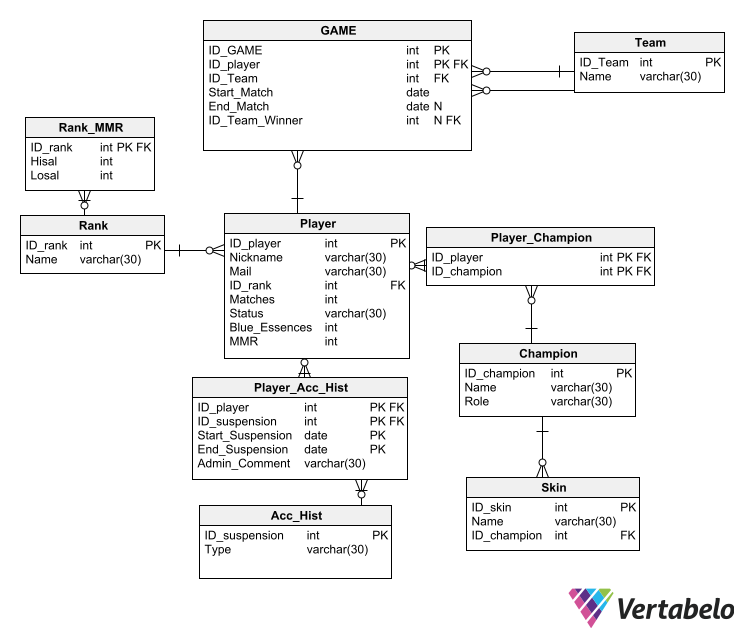 GAME
ID_GAME int PK
ID_player int PK FK
ID_Team int FK
Start_Match date
End_Match date N
ID_Team_Winner int N FK
Team
ID_Team int PK
Name varchar(30)
Rank_MMR
ID_rank int PK FK
Hisal int
Losal int
Rank
ID_rank int PK
Name varchar(30)
Player
ID_player int PK
Nickname varchar(30)
Mail varchar(30)
ID_rank int FK
Matches int
Status varchar(30)
Blue_Essences int
MMR int
Player_Champion
ID_player int PK FK
ID_champion int PK FK
Champion
ID_champion int PK
Name varchar(30)
Role varchar(30)
Player_Acc_Hist
ID_player int PK FK
ID_suspension int PK FK
Start_Suspension date PK
End_Suspension date PK
Admin_Comment varchar(30)
Skin
ID_skin int PK
Name varchar(30)
ID_champion int FK
Acc_Hist
ID_suspension int PK
Type varchar(30)
Vertabelo